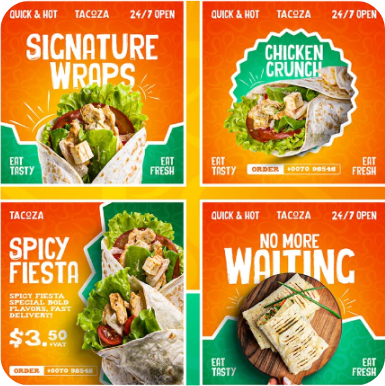 QUICK & HOT TACOZA 24/7 OPEN
SIGNATURE
WRAPS
EAT
TASTY
EAT
FRESH
QUICK & HOT TACOZA 24/7 OPEN
CHICKEN
CRUNCH
EAT
TASTY
EAT
FRESH
ORDER +0070 98548
TACOZA
SPICY
FIESTA
SPICY FIESTA
SPECIAL BOLD
FLAVORS, FAST
DELIVERY!
$3.50
+VAT
ORDER +0070 98548
QUICK & HOT TACOZA 24/7 OPEN
NO MORE
WAITING
EAT
TASTY
EAT
FRESH